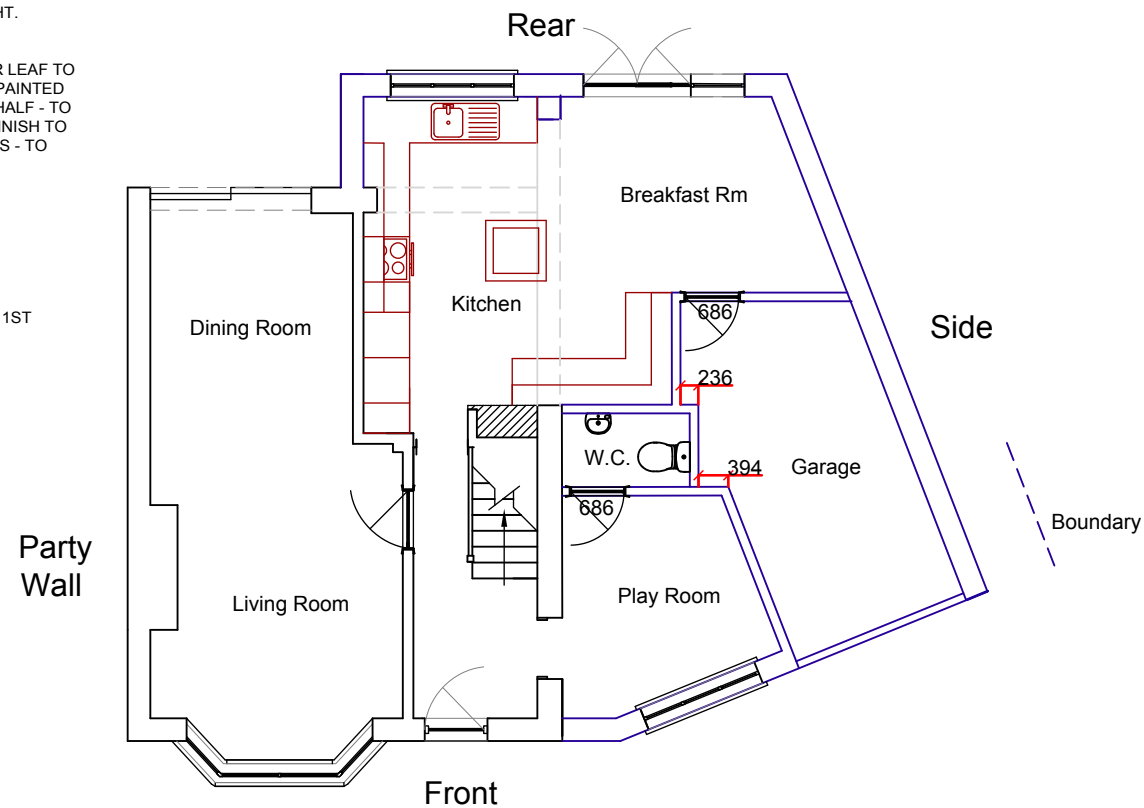 HT.
R LEAF TO
PAINTED
HALF - TO
NISH TO
S - TO
1ST
Rear
Breakfast Rm
Kitchen
Dining Room
686
Side
236
W.C.
394
Garage
686
Boundary
Party
Wall
Living Room
Play Room
Front